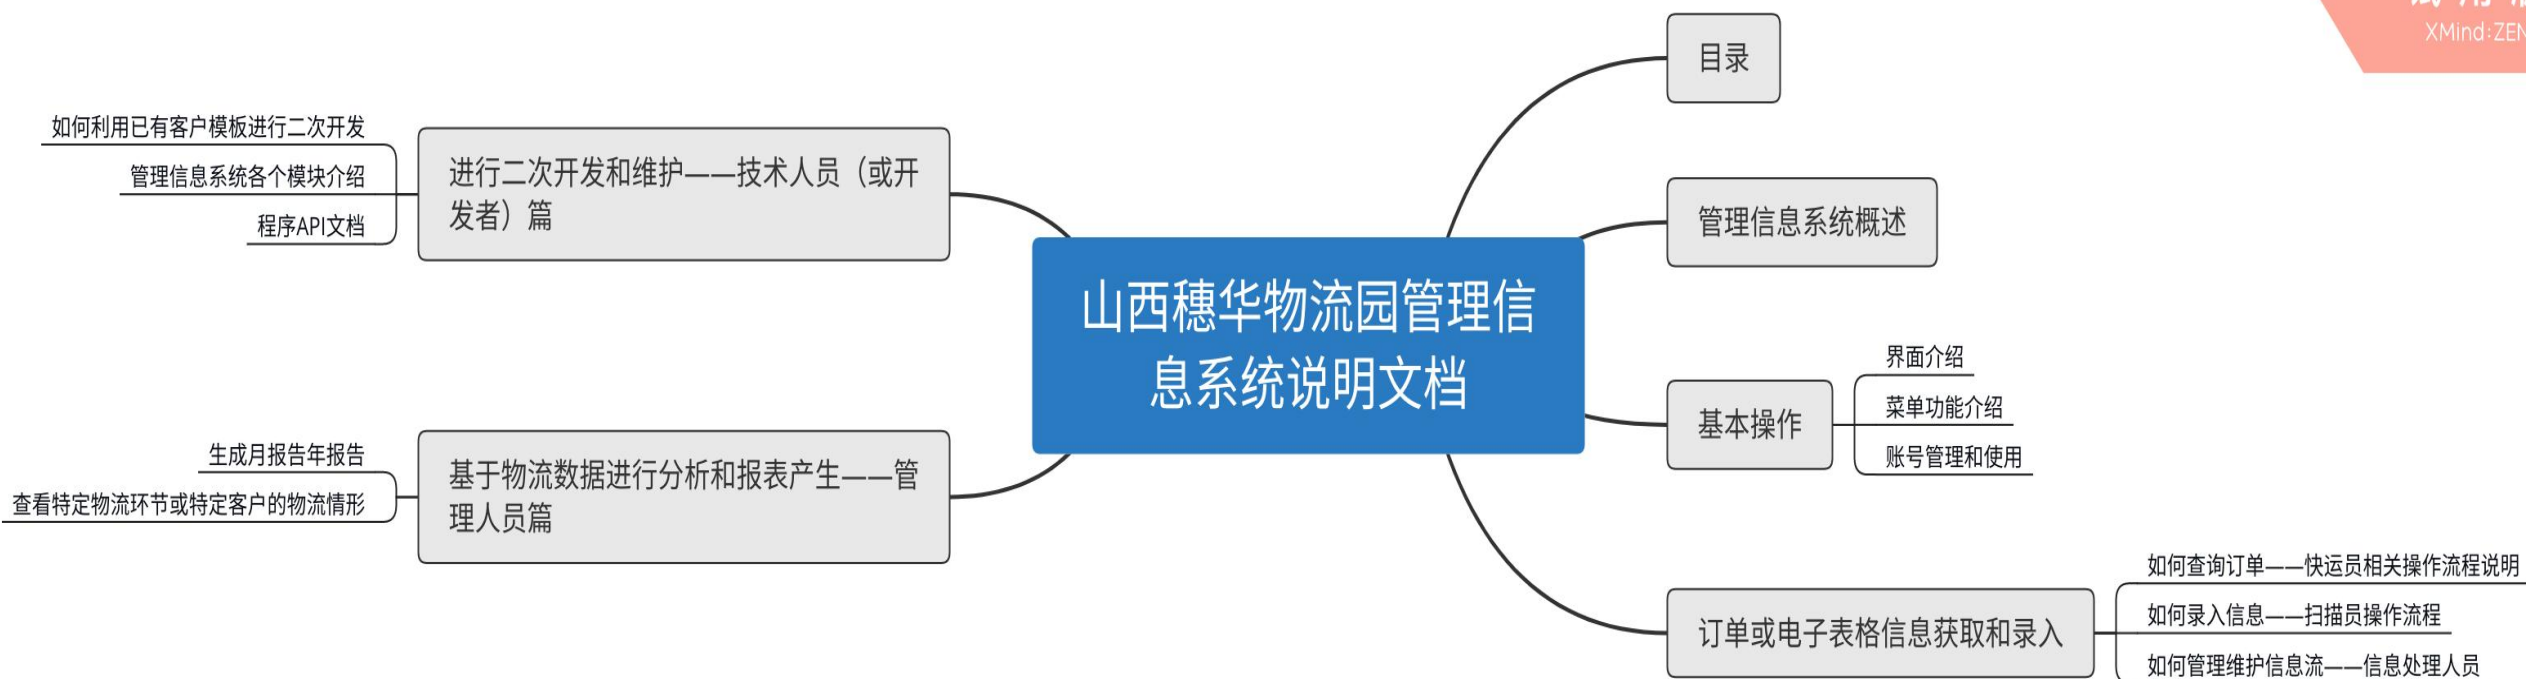 目录
XMind:ZEN
如何利用已有客户模板进行二次开发
管理信息系统各个模块介绍
程序API文档
进行二次开发和维护——技术人员（或开
发者）篇
管理信息系统概述
山西穗华物流园管理信
息系统说明文档
界面介绍
菜单功能介绍
账号管理和使用
基本操作
生成月报告年报告
查看特定物流环节或特定客户的物流情形
基于物流数据进行分析和报表产生——管
理人员篇
订单或电子表格信息获取和录入
如何查询订单——快运员相关操作流程说明
如何录入信息——扫描员操作流程
如何管理维护信息流——信息处理人员